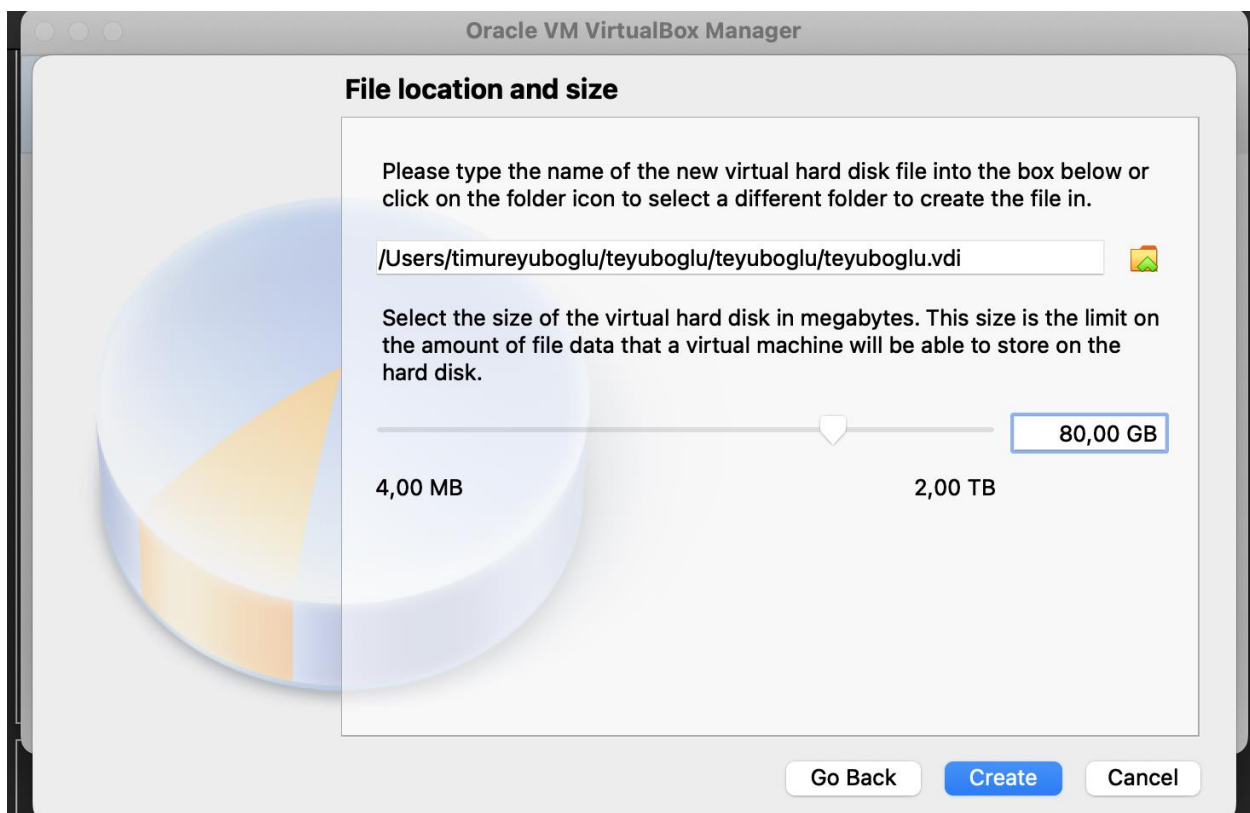 Oracle VM VirtualBox Manager
File location and size
Please type the name of the new virtual hard disk file into the box below or
click on the folder icon to select a different folder to create the file in.
/Users/timureyuboglu/teyuboglu/teyuboglu/teyuboglu.vdi
Select the size of the virtual hard disk in megabytes. This size is the limit on
the amount of file data that a virtual machine will be able to store on the
hard disk.
80,00 GB
4,00 MB
2,00 TB
Go Back
Create
Cancel